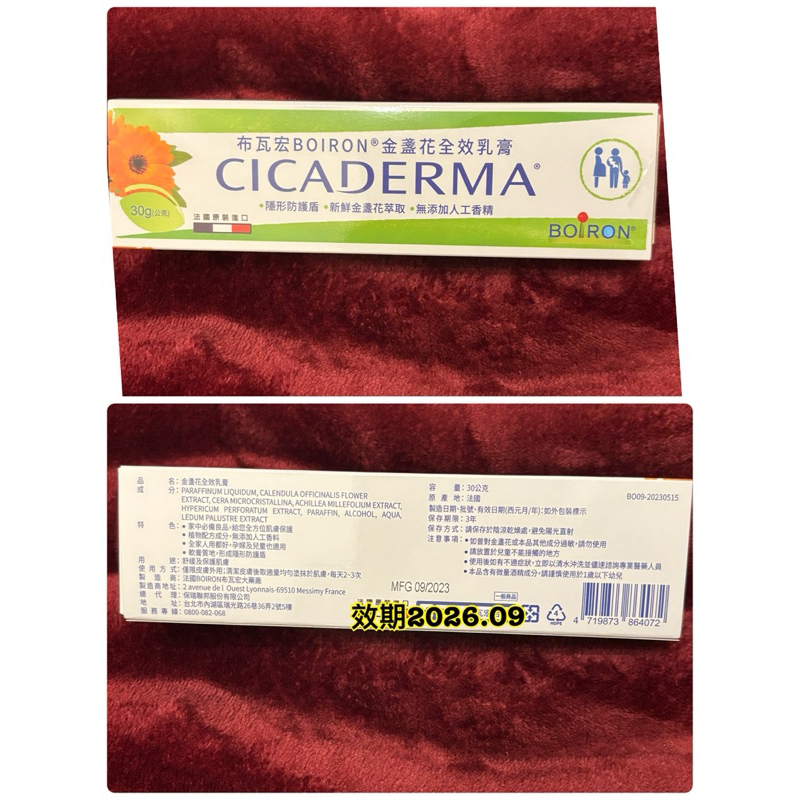 布瓦宏BOIRON®金盞花全效乳膏
CICADERMA®
•隱形防護盾 •新鮮金盞花萃取 •無添加人工香精
30g(公克)
法國原裝進口
BOIRON®
品名：金盞花全效乳膏
成分：PARAFFINUM LIQUIDUM, CALENDULA OFFICINALIS FLOWER
EXTRACT, CERA MICROCRISTALLINA, ACHILLEA MILLEFOLIUM EXTRACT,
HYPERICUM PERFORATUM EXTRACT, PARAFFIN, ALCOHOL, AQUA,
LEDUM PALUSTRE EXTRACT
特色：• 家中必備良品，給您全方位肌膚保護
• 植物配方成分，無添加人工香料
• 全家人用都好，孕婦及兒童也適用
• 軟膏質地，形成隱形防護盾
用途：舒緩及保護肌膚
使用方式：僅限皮膚外用；清潔皮膚後取適量均勻塗抹於肌膚，每天2~3次
製造商：法國BOIRON布瓦宏大藥廠
製造商地址：2 avenue de l Ouest Lyonnais-69510 Messimy France
總代理：保瑞聯邦股份有限公司
地址：台北市內湖區瑞光路26巷36弄2號5樓
服務專線：0800-082-068
容量：30公克
原產地：法國
製造日期·批號·有效日期(西元月/年)：如外包裝標示
保存期限：3年
保存方式：請保存於陰涼乾燥處，避免陽光直射
注意事項：• 如曾對金盞花或本品其他成分過敏，請勿使用
• 請放置於兒童不能接觸的地方
• 使用後如有不適症狀，立即以清水沖洗並儘速諮詢專業醫藥人員
• 本品含有微量酒精成分，請謹慎使用於1歲以下幼兒
BO09-20230515
MFG 09/2023
一般商品
效期2026.09
4
HDPE
4 719873 864072